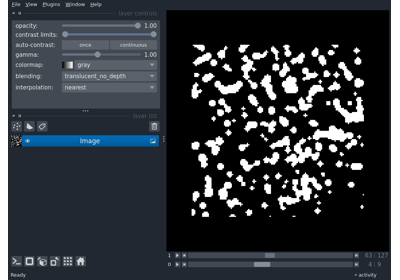 File View Plugins Window Help
layer controls
opacity: 1.00
contrast limits:
auto-contrast: once continuous
gamma: 1.00
colormap: gray
blending: translucent_no_depth
interpolation: nearest
layer list
Image
1 63 127
0 4 9
Ready activity